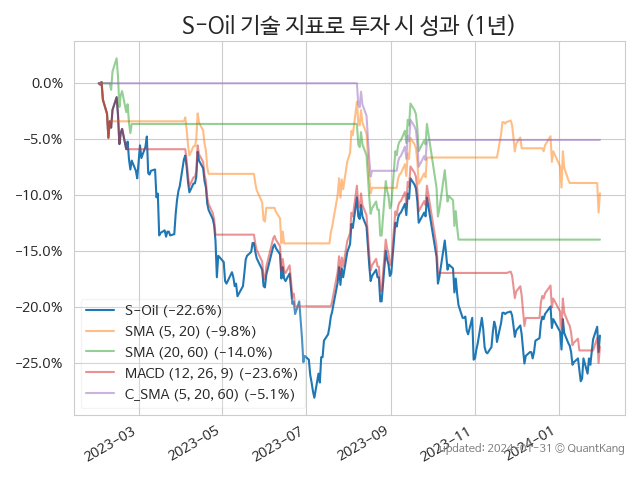 S-Oil 기술 지표로 투자 시 성과 (1년)
0.0%
-5.0%
-10.0%
-15.0%
-20.0%
-25.0%
S-Oil (-22.6%)
SMA (5, 20) (-9.8%)
SMA (20, 60) (-14.0%)
MACD (12, 26, 9) (-23.6%)
C_SMA (5, 20, 60) (-5.1%)
2023-03
2023-05
2023-07
2023-09
2023-11
2024-01
updated: 2024-01-31 © QuantKang